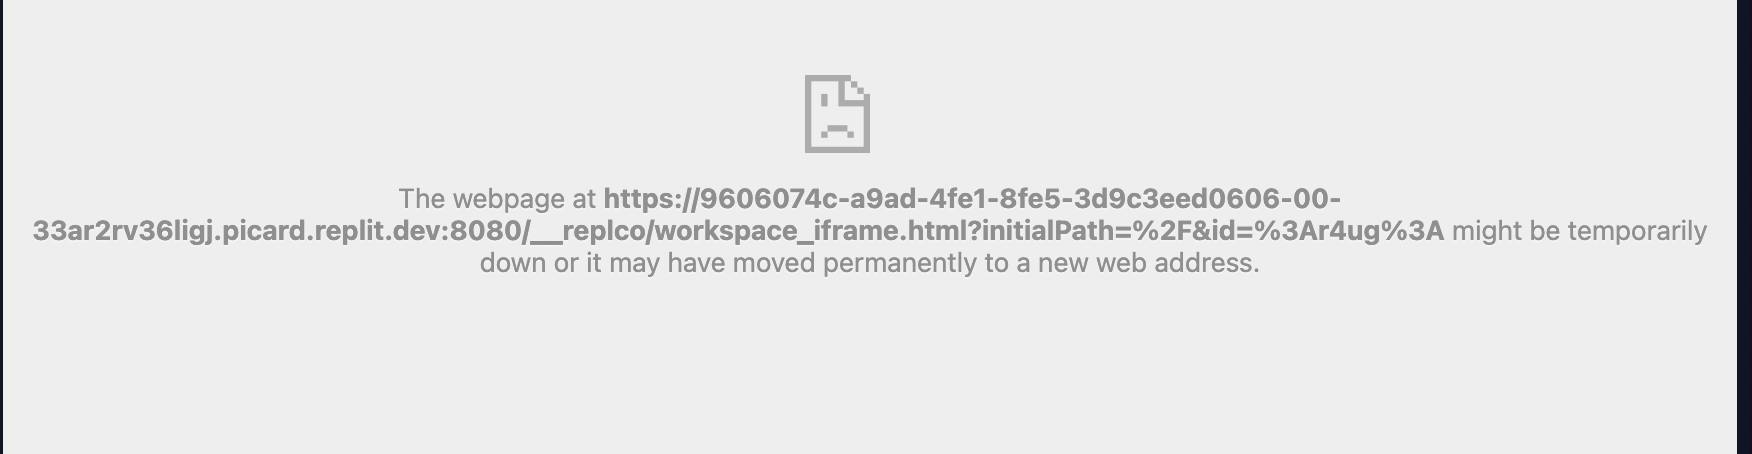 The webpage at https://9606074c-a9ad-4fe1-8fe5-3d9c3eed0606-00-
33ar2rv36ligj.picard.replit.dev:8080/__replco/workspace_iframe.html?initialPath=%2F&id=%3Ar4ug%3A might be temporarily
down or it may have moved permanently to a new web address.